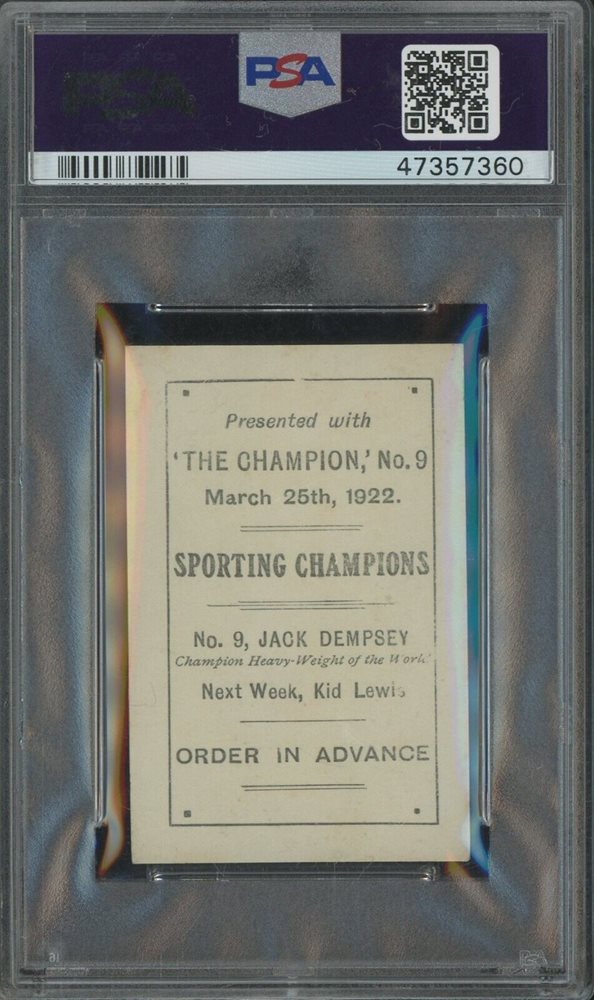 PSA
47357360
Presented with
'THE CHAMPION,' No. 9
March 25th, 1922.
SPORTING CHAMPIONS
No. 9, JACK DEMPSEY
Champion Heavy-Weight of the World
Next Week, Kid Lewis
ORDER IN ADVANCE
PSA